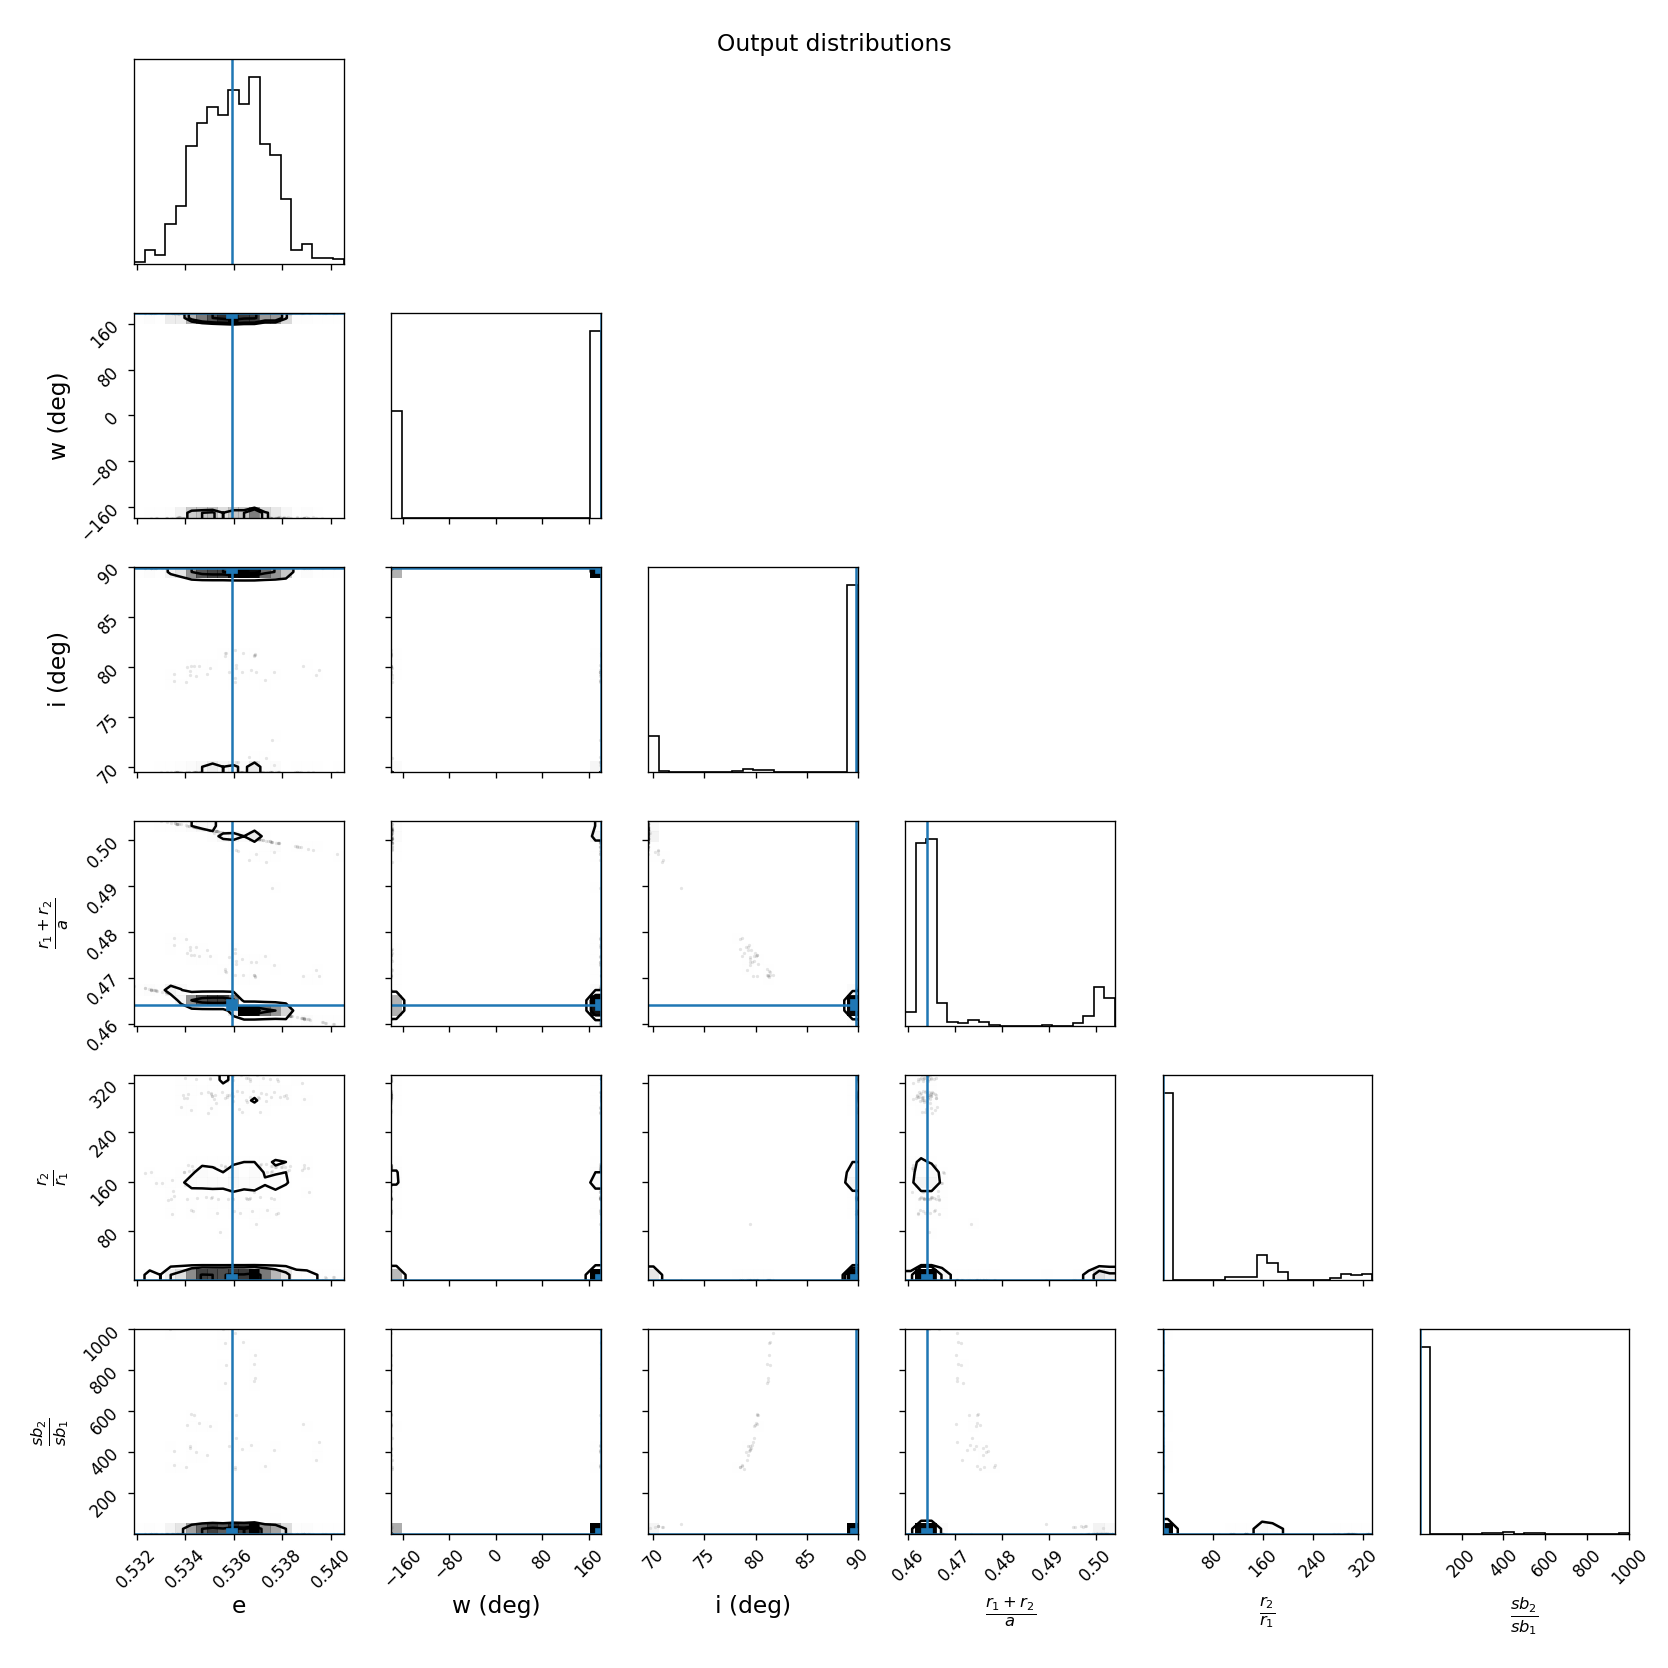 Output distributions
w (deg)
160
80
0
−80
−160
i (deg)
90
85
80
75
70
r1 + r2
a
0.50
0.49
0.48
0.47
0.46
r2
r1
320
240
160
80
sb2
sb1
1000
800
600
400
200
0.532 0.534 0.536 0.538 0.540 −160 −80 0 80 160 70 75 80 85 90 0.46 0.47 0.48 0.49 0.50 80 160 240 320 200 400 600 800 1000
e w (deg) i (deg) r1 + r2 r2 sb2
a r1 sb1